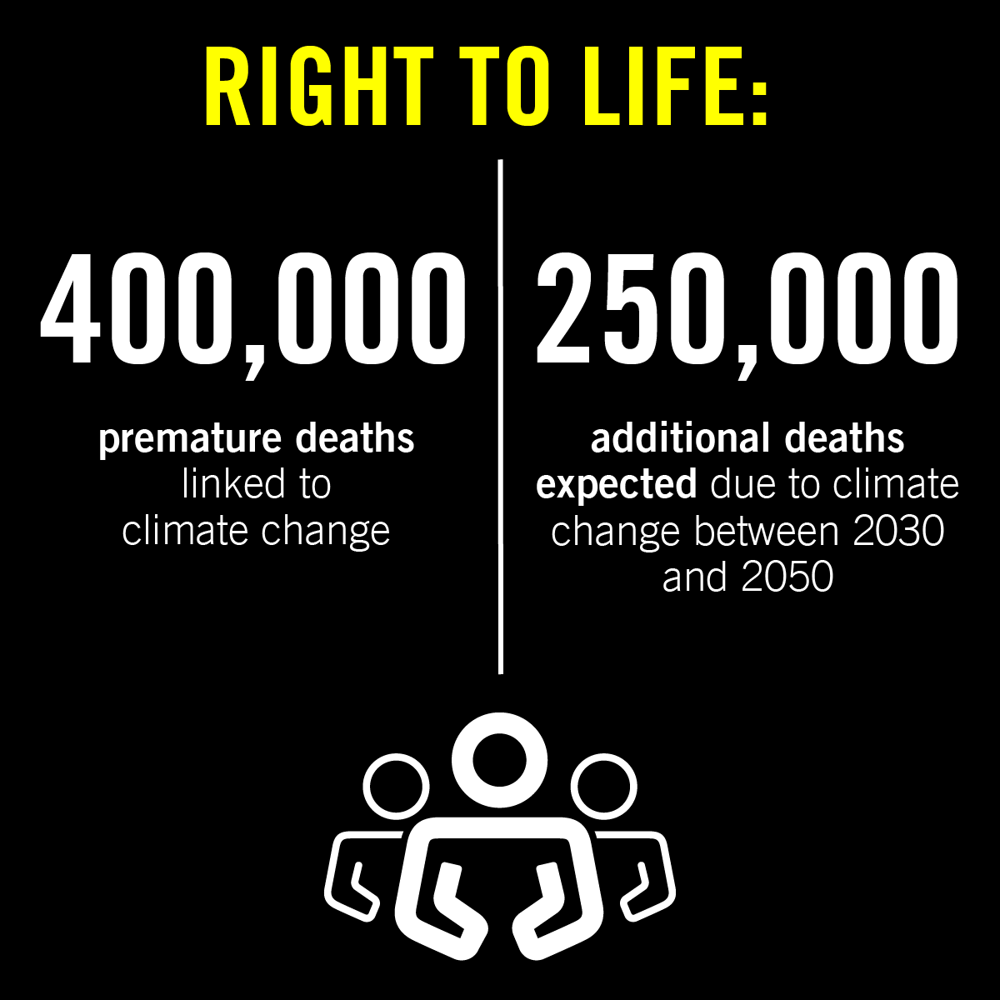 RIGHT TO LIFE:
400,000
premature deaths
linked to
climate change
250,000
additional deaths
expected due to climate
change between 2030
and 2050